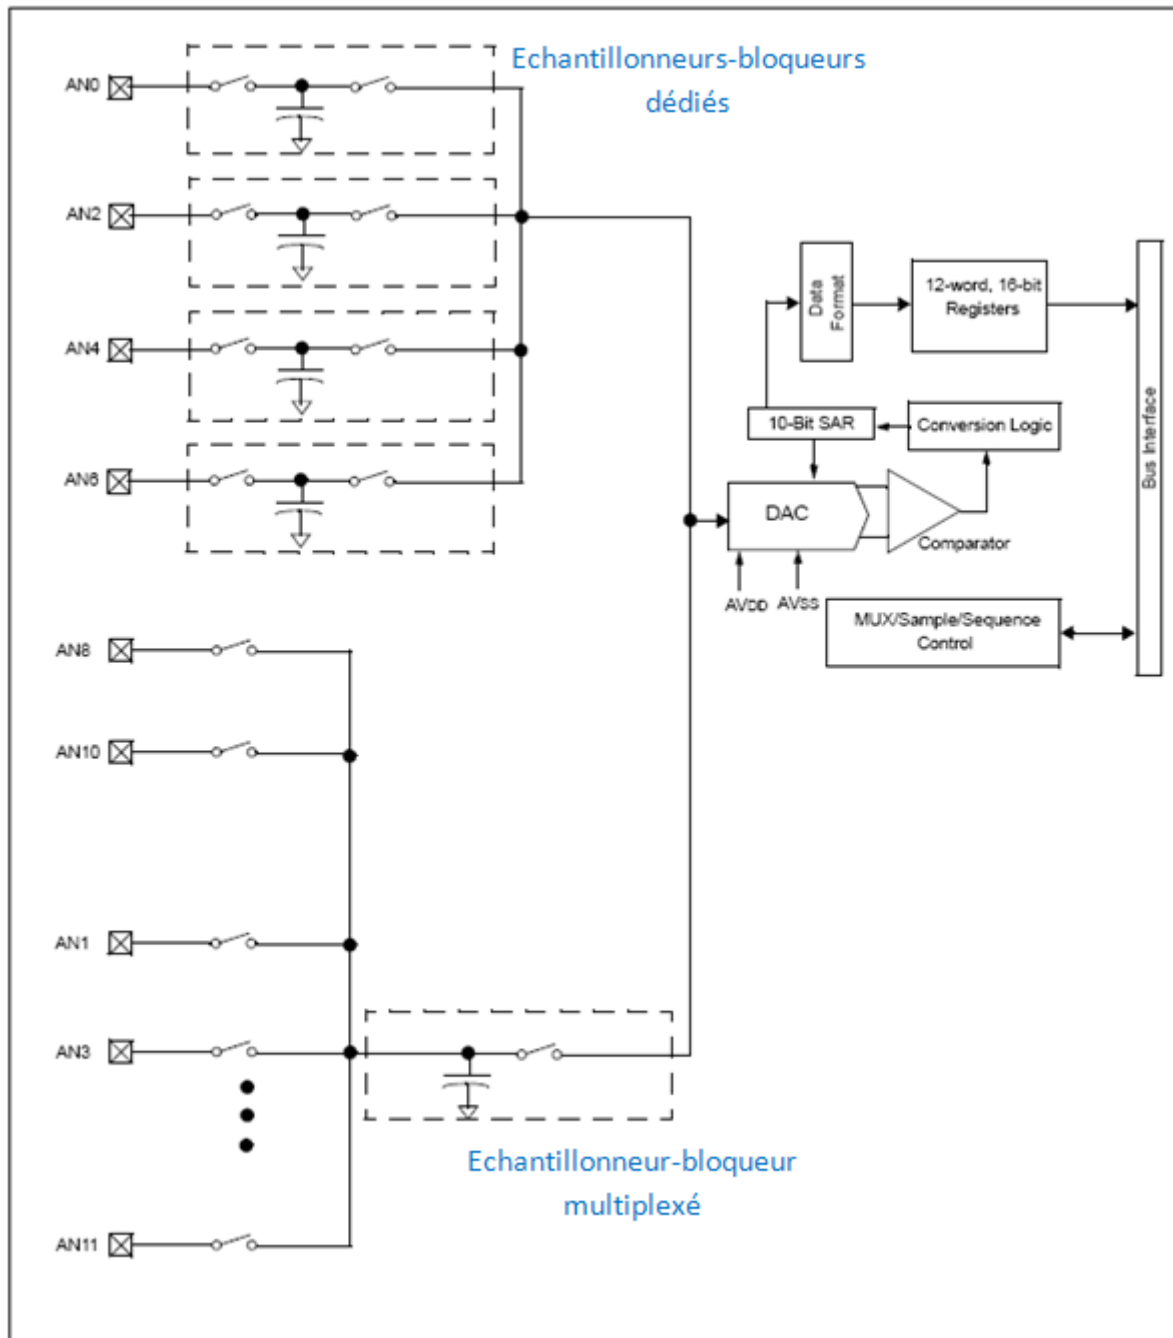 Echantillonneurs-bloqueurs
dédiés
AN0
AN2
AN4
AN6
Data
Format
12-word, 16-bit
Registers
10-Bit SAR
Conversion Logic
Bus Interface
DAC
Comparator
AVDD
AVSS
MUX/Sample/Sequence
Control
AN8
AN10
AN1
AN3
Echantillonneur-bloqueur
multiplexé
AN11